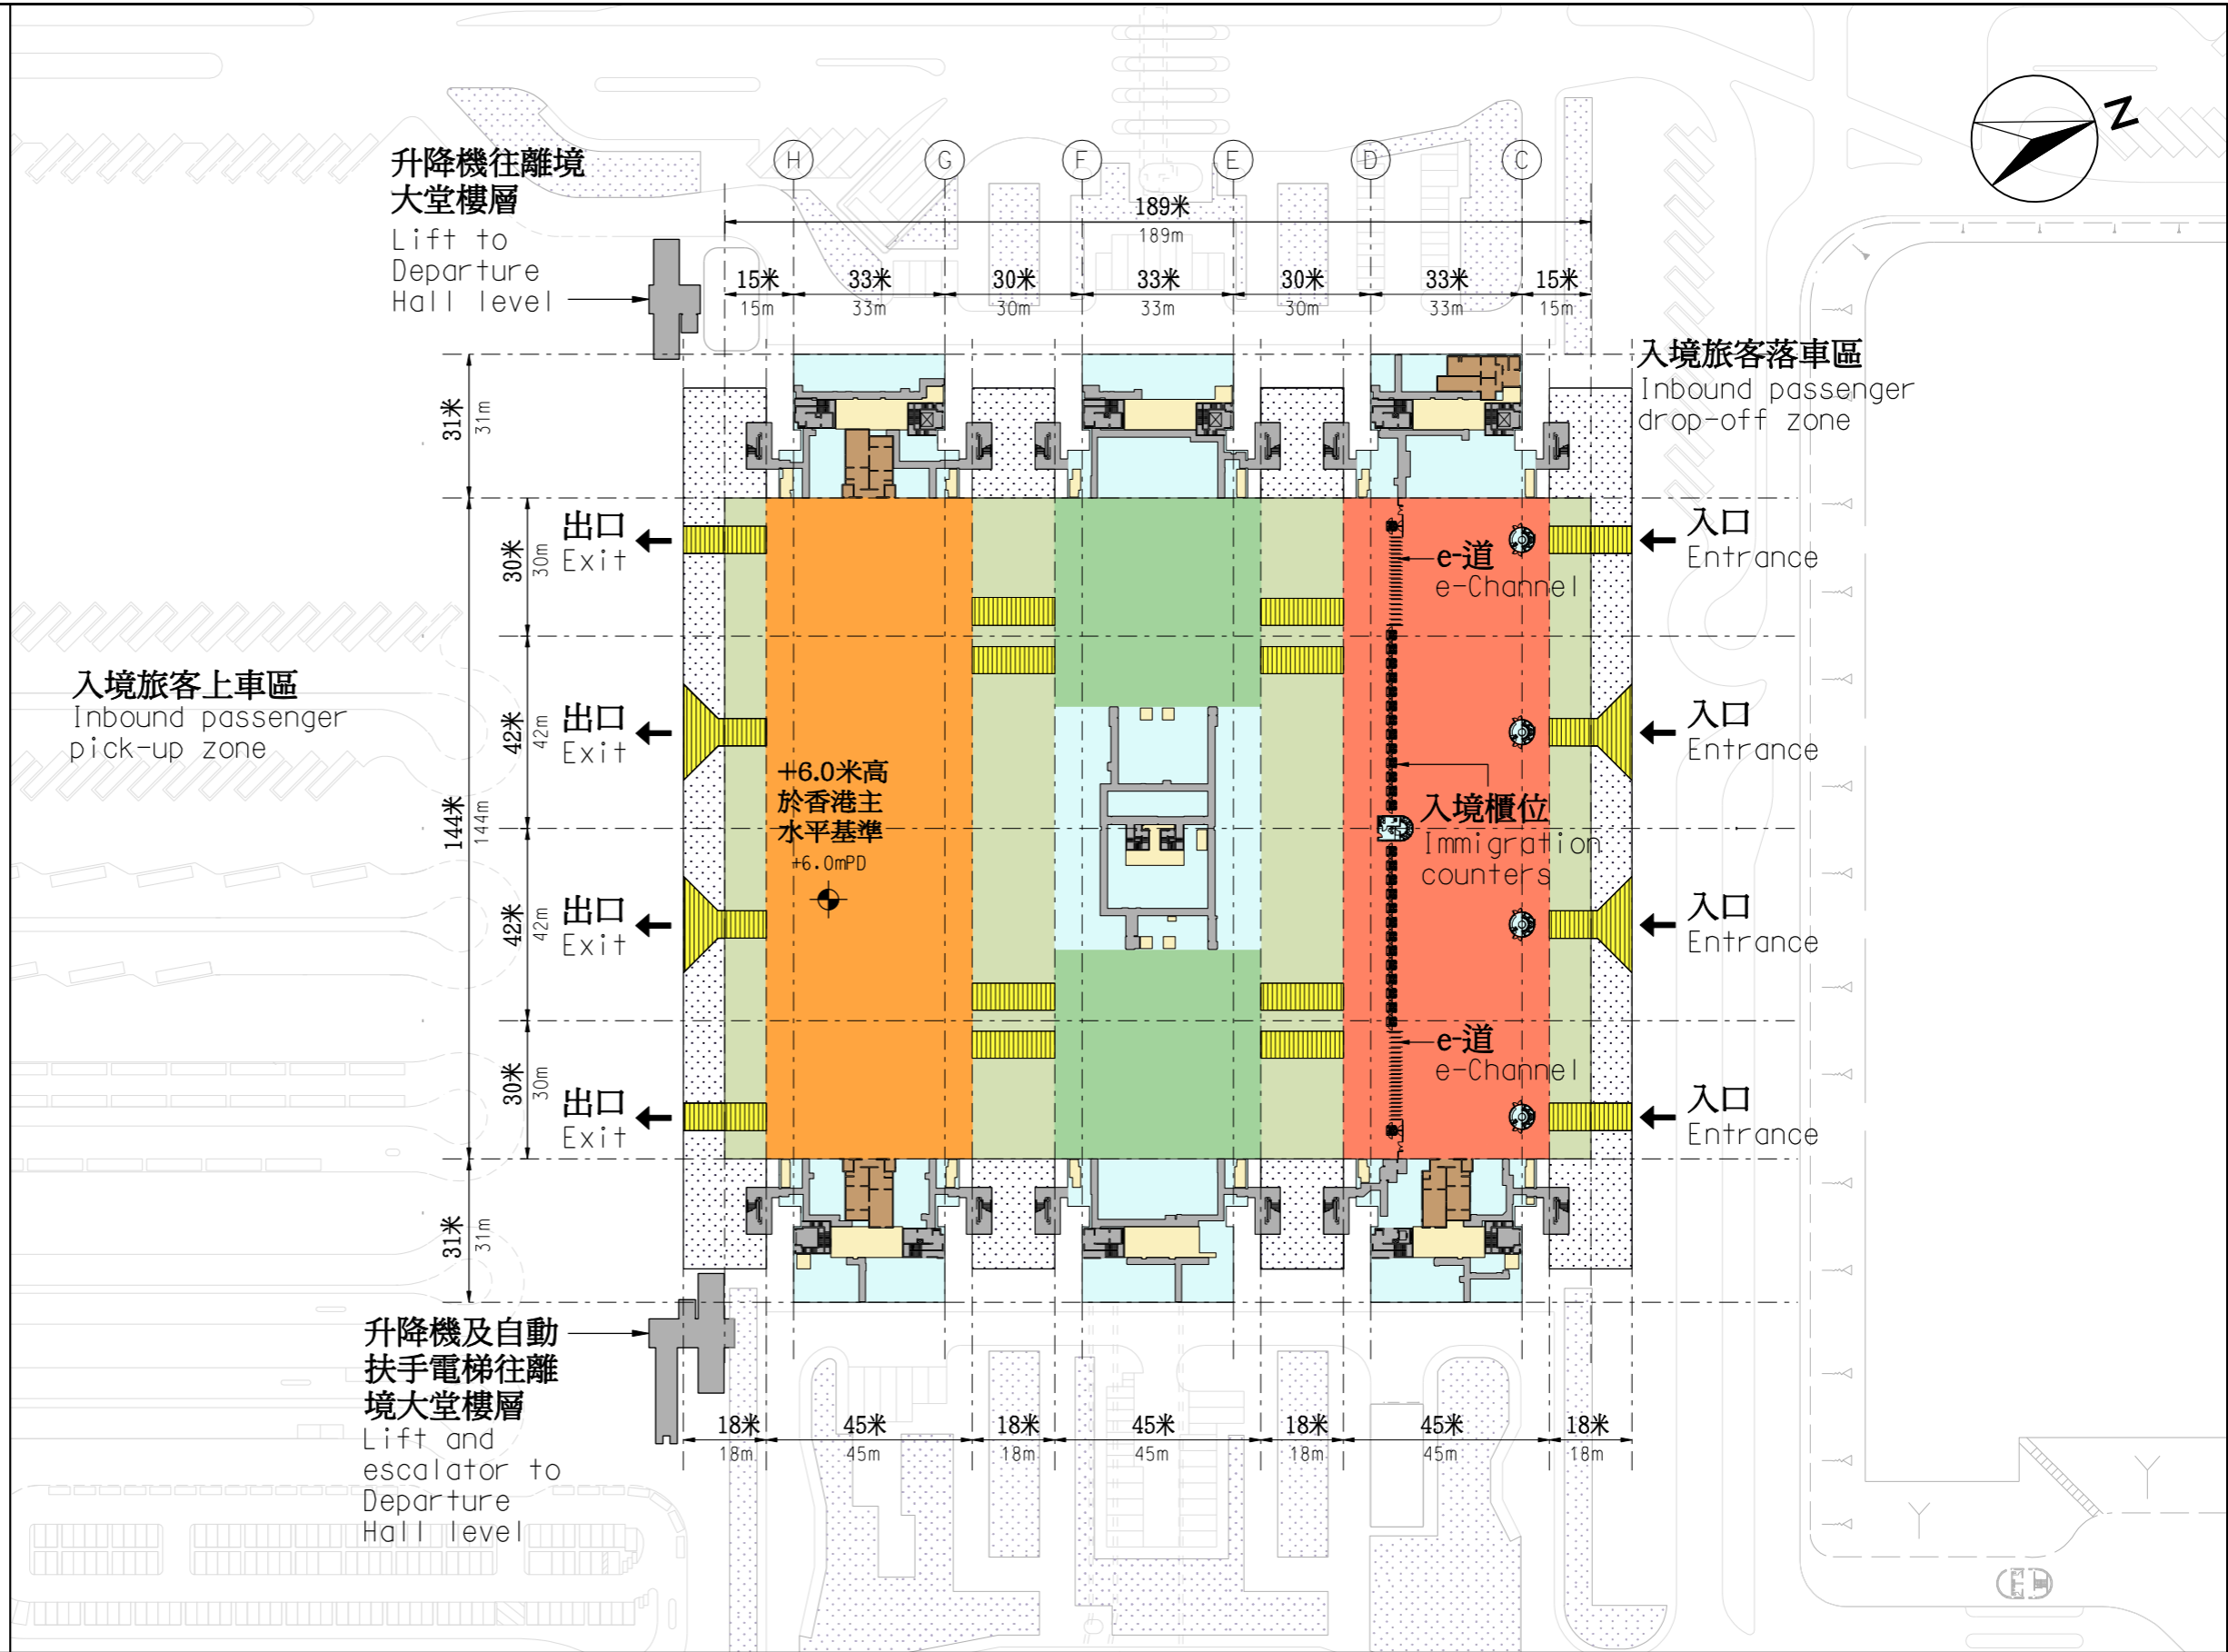 N
升降機往離境
大堂樓層
Lift to
Departure
Hall level
H
G
F
E
D
C
189米
189m
15米
33米
30米
33米
30米
33米
15米
15m
33m
30m
33m
30m
33m
15m
入境旅客落車區
Inbound passenger
drop-off zone
31米
31m
出口
Exit
30米
30m
入口
Entrance
e-道
e-Channel
入境旅客上車區
Inbound passenger
pick-up zone
出口
Exit
42米
42m
入口
Entrance
+6.0米高
於香港主
水平基準
+6.0mPD
144米
144m
入境櫃位
Immigration
counters
出口
Exit
42米
42m
入口
Entrance
e-道
e-Channel
30米
30m
出口
Exit
入口
Entrance
31米
31m
升降機及自動
扶手電梯往離
境大堂樓層
Lift and
escalator to
Departure
Hall level
18米
45米
18米
45米
18米
45米
18米
18m
45m
18m
45m
18m
45m
18m